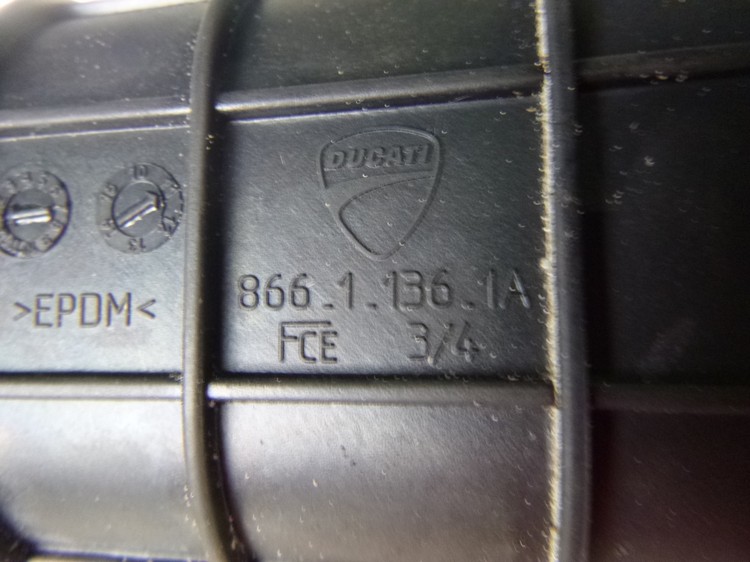 DUCATI
866.1.136.1A
>EPDM<
FCE 3/4